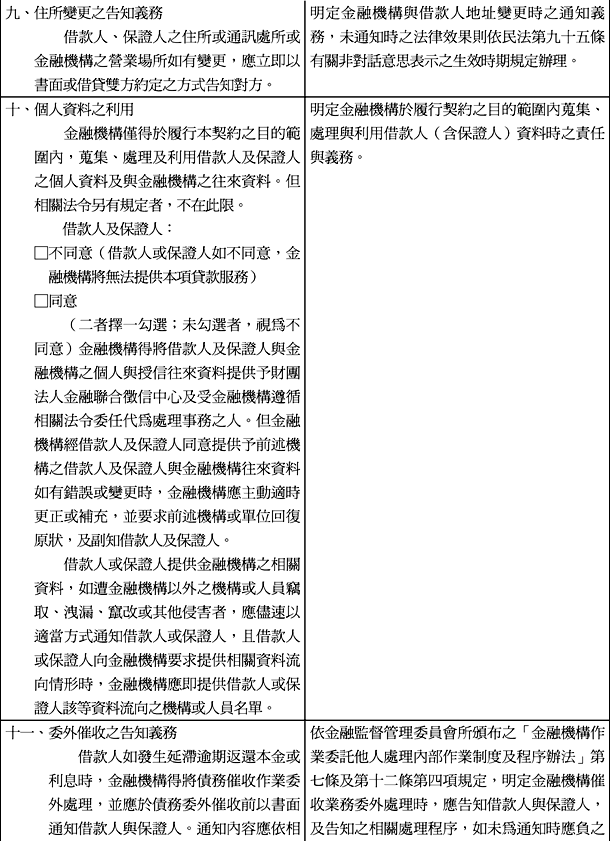 九、住所變更之告知義務
借款人、保證人之住所或通訊處所或
金融機構之營業場所如有變更，應立即以
書面或借貸雙方約定之方式告知對方。
明定金融機構與借款人地址變更時之通知義
務，未通知時之法律效果則依民法第九十五條
有關非對話意思表示之生效時期規定辦理。
十、個人資料之利用
金融機構僅得於履行本契約之目的範
圍內，蒐集、處理及利用借款人及保證人
之個人資料及與金融機構之往來資料。但
相關法令另有規定者，不在此限。
借款人及保證人：
□不同意（借款人或保證人如不同意，金
融機構將無法提供本項貸款服務）
□同意
（二者擇一勾選；未勾選者，視為不
同意）金融機構得將借款人及保證人與金
融機構之個人與授信往來資料提供予財團
法人金融聯合徵信中心及受金融機構遵循
相關法令委任代為處理事務之人。但金融
機構經借款人及保證人同意提供予前述機
構之借款人及保證人與金融機構往來資料
如有錯誤或變更時，金融機構應主動適時
更正或補充，並要求前述機構或單位回復
原狀，及副知借款人及保證人。
借款人或保證人提供金融機構之相關
資料，如遭金融機構以外之機構或人員竊
取、洩漏、竄改或其他侵害者，應儘速以
適當方式通知借款人或保證人，且借款人
或保證人向金融機構要求提供相關資料流
向情形時，金融機構應即提供借款人或保
證人該等資料流向之機構或人員名單。
明定金融機構於履行契約之目的範圍內蒐集、
處理與利用借款人（含保證人）資料時之責任
與義務。
十一、委外催收之告知義務
借款人如發生延滯逾期返還本金或
利息時，金融機構得將債務催收作業委
外處理，並應於債務委外催收前以書面
通知借款人與保證人。通知內容應依相
依金融監督管理委員會所頒布之「金融機構作
業委託他人處理內部作業制度及程序辦法」第
七條及第十二條第四項規定，明定金融機構催
收業務委外處理時，應告知借款人與保證人，
及告知之相關處理程序，如未為通知時應負之